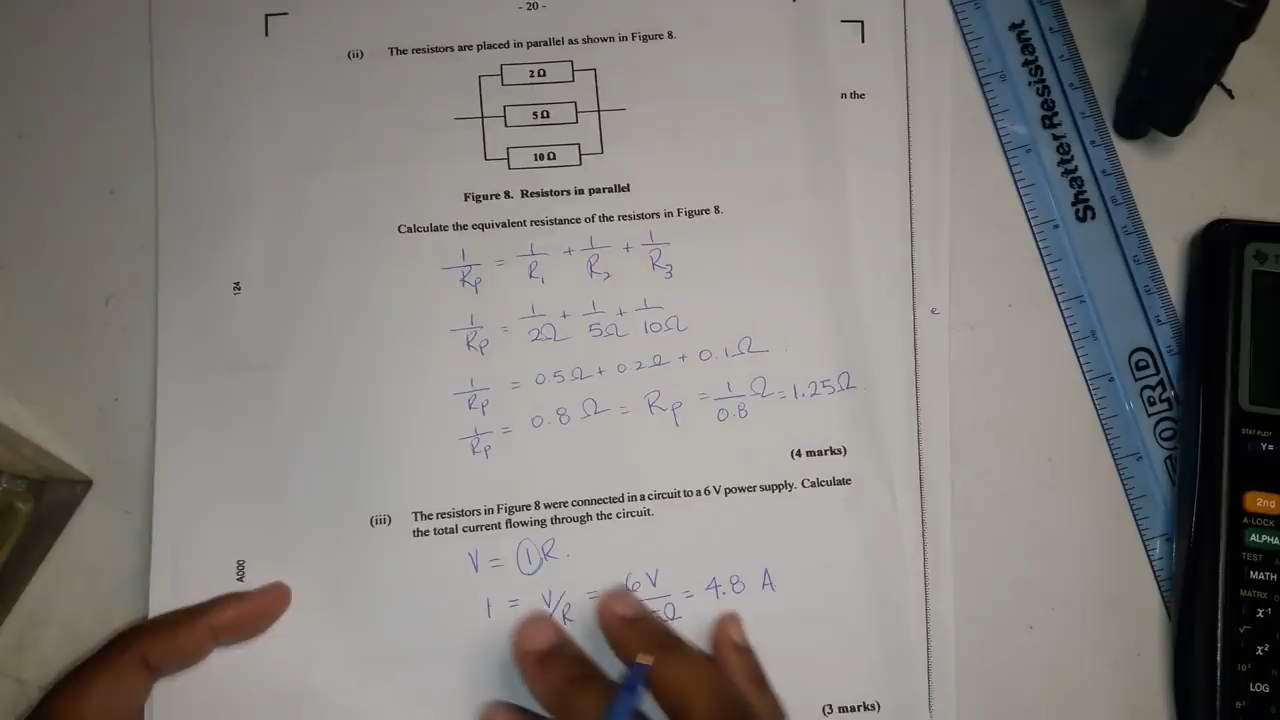 - 20 -
(ii) The resistors are placed in parallel as shown in Figure 8.
2 Ω
5 Ω
10 Ω
n the
Figure 8. Resistors in parallel
Calculate the equivalent resistance of the resistors in Figure 8.
1/Rp = 1/R1 + 1/R2 + 1/R3
1/Rp = 1/2Ω + 1/5Ω + 1/10Ω
1/Rp = 0.5Ω + 0.2Ω + 0.1Ω
1/Rp = 0.8Ω = Rp = 1/0.8 Ω = 1.25Ω
(4 marks)
(iii) The resistors in Figure 8 were connected in a circuit to a 6 V power supply. Calculate
the total current flowing through the circuit.
V = IR.
I = V/R = 6V Ω = 4.8 A
(3 marks)
124
A000
e
Shatter Resistant
STAT PLOT
Y=
2nd
A-LOCK
ALPHA
TEST
MATH
MATRX
x-1
x²
LOG